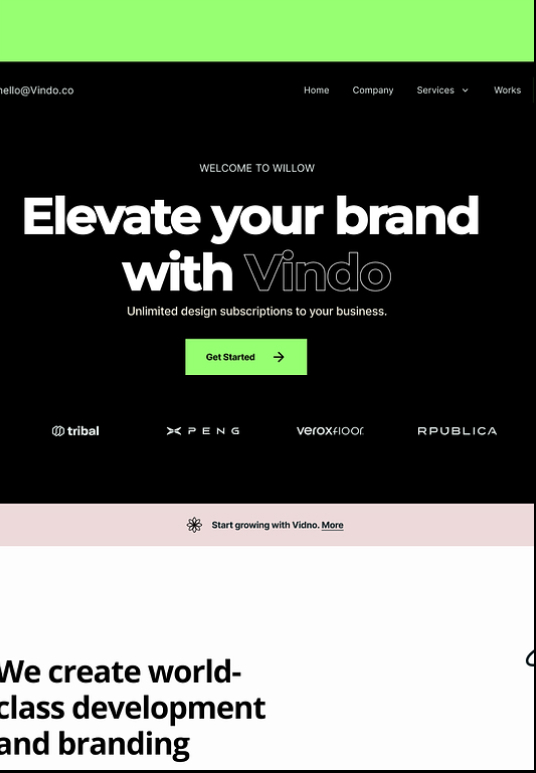 hello@Vindo.co
Home Company Services Works
WELCOME TO WILLOW
Elevate your brand
with Vindo
Unlimited design subscriptions to your business.
Get Started
tribal XPENG veroxfloor RPUBLICA
Start growing with Vidno. More
We create world-
class development
and branding